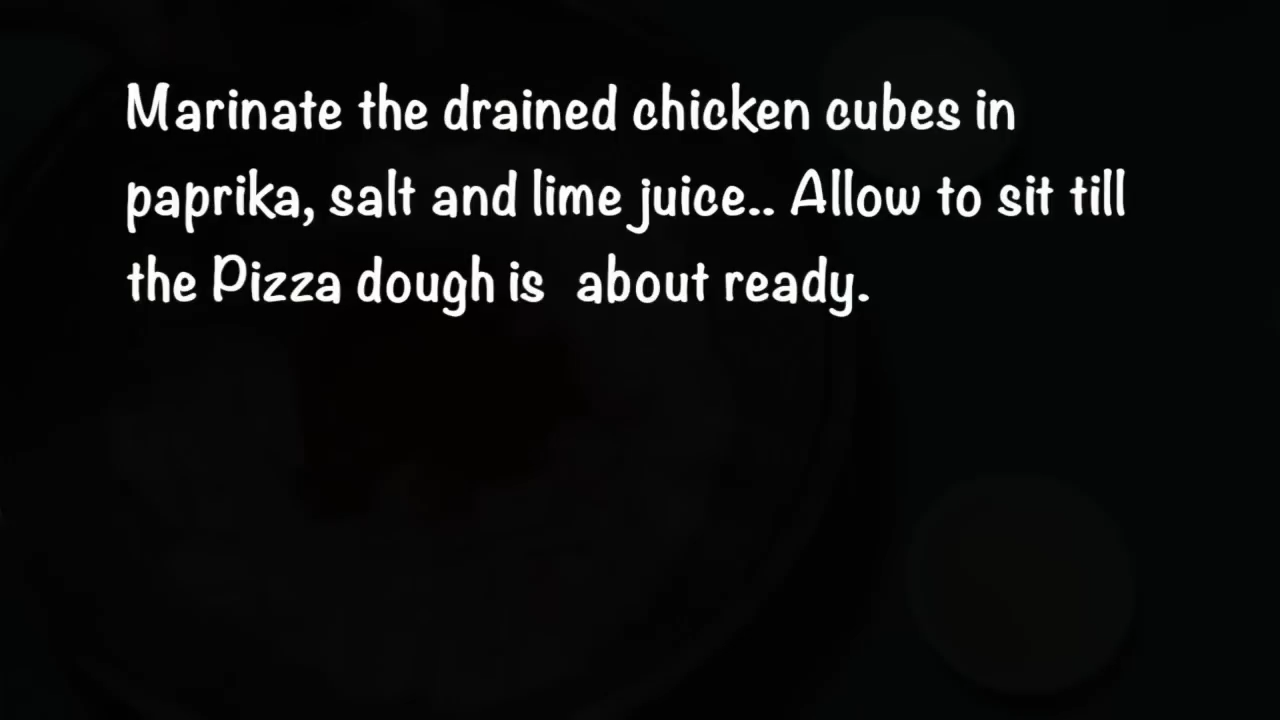 Marinate the drained chicken cubes in
paprika, salt and lime juice.. Allow to sit till
the Pizza dough is  about ready.